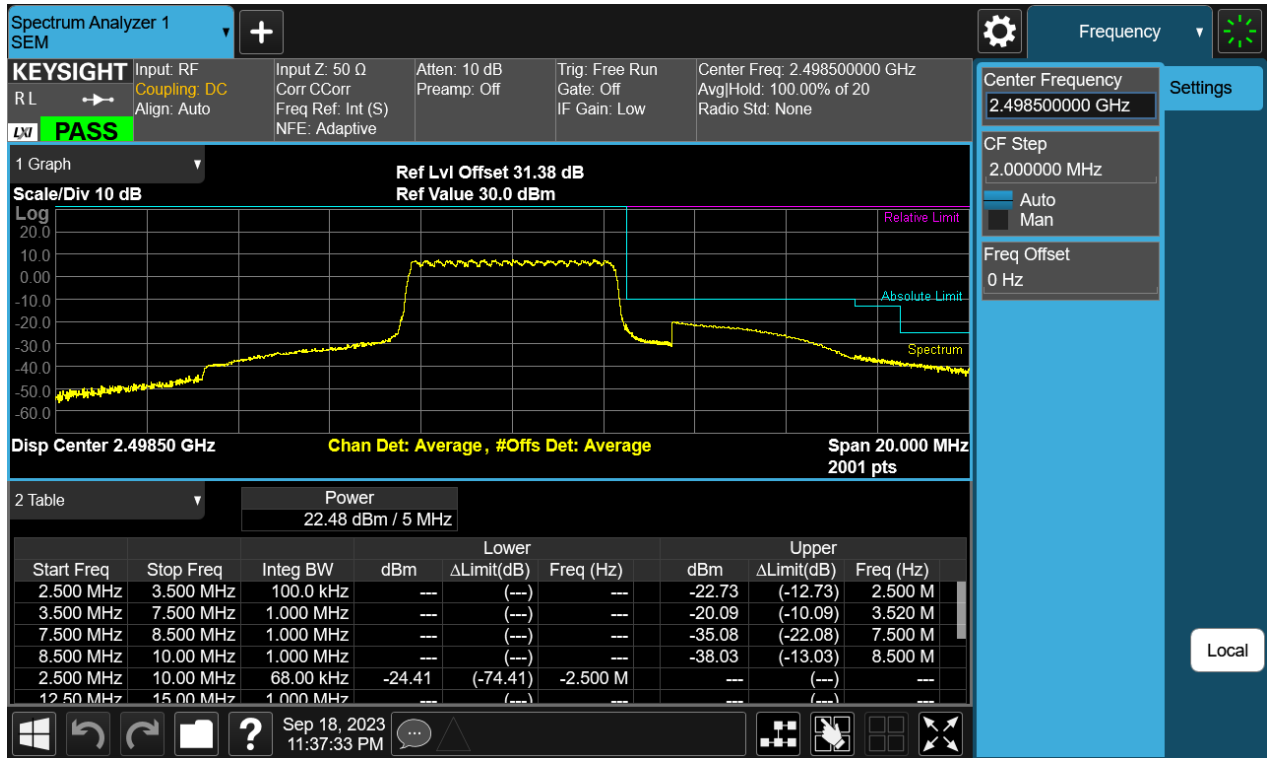 Spectrum Analyzer 1
SEM
Frequency
KEYSIGHT
RL
LXI
PASS
Input: RF
Coupling: DC
Align: Auto
Input Z: 50 Ω
Corr CCorr
Freq Ref: Int (S)
NFE: Adaptive
Atten: 10 dB
Preamp: Off
Trig: Free Run
Gate: Off
IF Gain: Low
Center Freq: 2.498500000 GHz
Avg|Hold: 100.00% of 20
Radio Std: None
Center Frequency
2.498500000 GHz
Settings
CF Step
2.000000 MHz
Auto
Man
Freq Offset
0 Hz
1 Graph
Scale/Div 10 dB
Ref Lvl Offset 31.38 dB
Ref Value 30.0 dBm
Log
20.0
10.0
0.00
-10.0
-20.0
-30.0
-40.0
-50.0
-60.0
Relative Limit
Absolute Limit
Spectrum
Disp Center 2.49850 GHz
Chan Det: Average, #Offs Det: Average
Span 20.000 MHz
2001 pts
2 Table
Power
22.48 dBm / 5 MHz
Lower Upper
Start Freq Stop Freq Integ BW dBm ΔLimit(dB) Freq (Hz) dBm ΔLimit(dB) Freq (Hz)
2.500 MHz 3.500 MHz 100.0 kHz --- (---) --- -22.73 (-12.73) 2.500 M
3.500 MHz 7.500 MHz 1.000 MHz --- (---) --- -20.09 (-10.09) 3.520 M
7.500 MHz 8.500 MHz 1.000 MHz --- (---) --- -35.08 (-22.08) 7.500 M
8.500 MHz 10.00 MHz 1.000 MHz --- (---) --- -38.03 (-13.03) 8.500 M
2.500 MHz 10.00 MHz 68.00 kHz -24.41 (-74.41) -2.500 M --- (---) ---
12.50 MHz 15.00 MHz 1.000 MHz --- (---) --- --- (---) ---
Local
Sep 18, 2023
11:37:33 PM